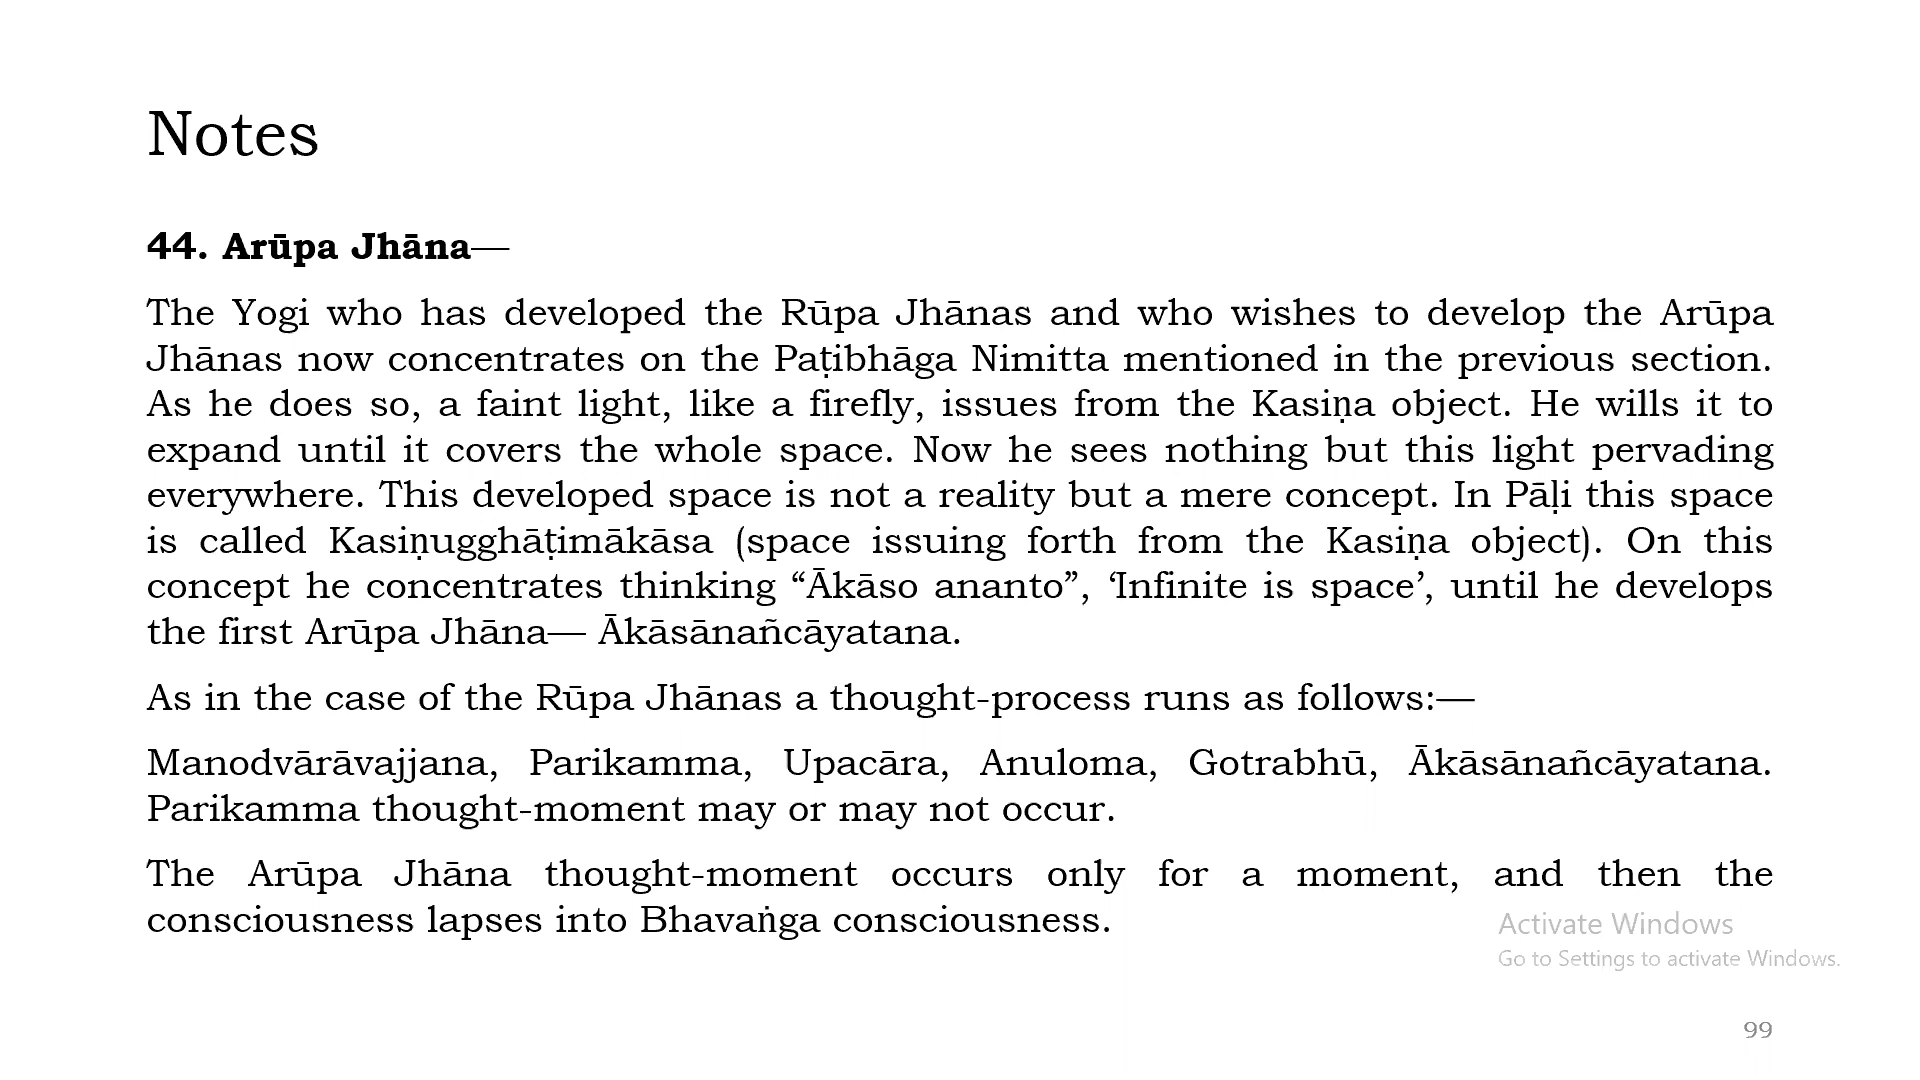 Notes
44. Arūpa Jhāna—
The Yogi who has developed the Rūpa Jhānas and who wishes to develop the Arūpa
Jhānas now concentrates on the Paṭibhāga Nimitta mentioned in the previous section.
As he does so, a faint light, like a firefly, issues from the Kasiṇa object. He wills it to
expand until it covers the whole space. Now he sees nothing but this light pervading
everywhere. This developed space is not a reality but a mere concept. In Pāḷi this space
is called Kasiṇugghāṭimākāsa (space issuing forth from the Kasiṇa object). On this
concept he concentrates thinking “Ākāso ananto”, ‘Infinite is space’, until he develops
the first Arūpa Jhāna— Ākāsānañcāyatana.
As in the case of the Rūpa Jhānas a thought-process runs as follows:—
Manodvārāvajjana, Parikamma, Upacāra, Anuloma, Gotrabhū, Ākāsānañcāyatana.
Parikamma thought-moment may or may not occur.
The Arūpa Jhāna thought-moment occurs only for a moment, and then the
consciousness lapses into Bhavaṅga consciousness.
Activate Windows
Go to Settings to activate Windows.
99